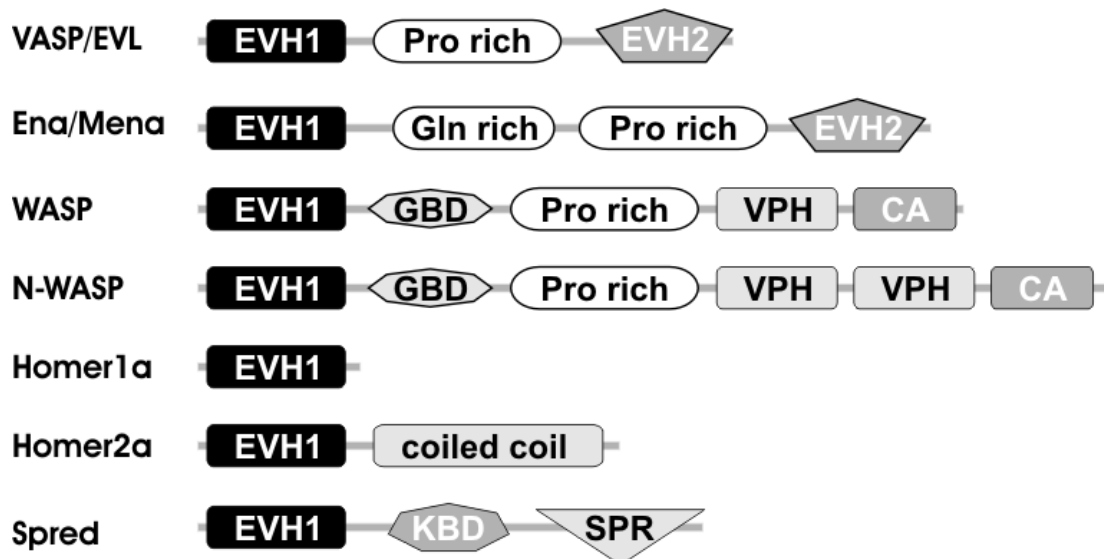 VASP/EVL EVH1 Pro rich EVH2
Ena/Mena EVH1 Gln rich Pro rich EVH2
WASP EVH1 GBD Pro rich VPH CA
N-WASP EVH1 GBD Pro rich VPH VPH CA
Homer1a EVH1
Homer2a EVH1 coiled coil
Spred EVH1 KBD SPR